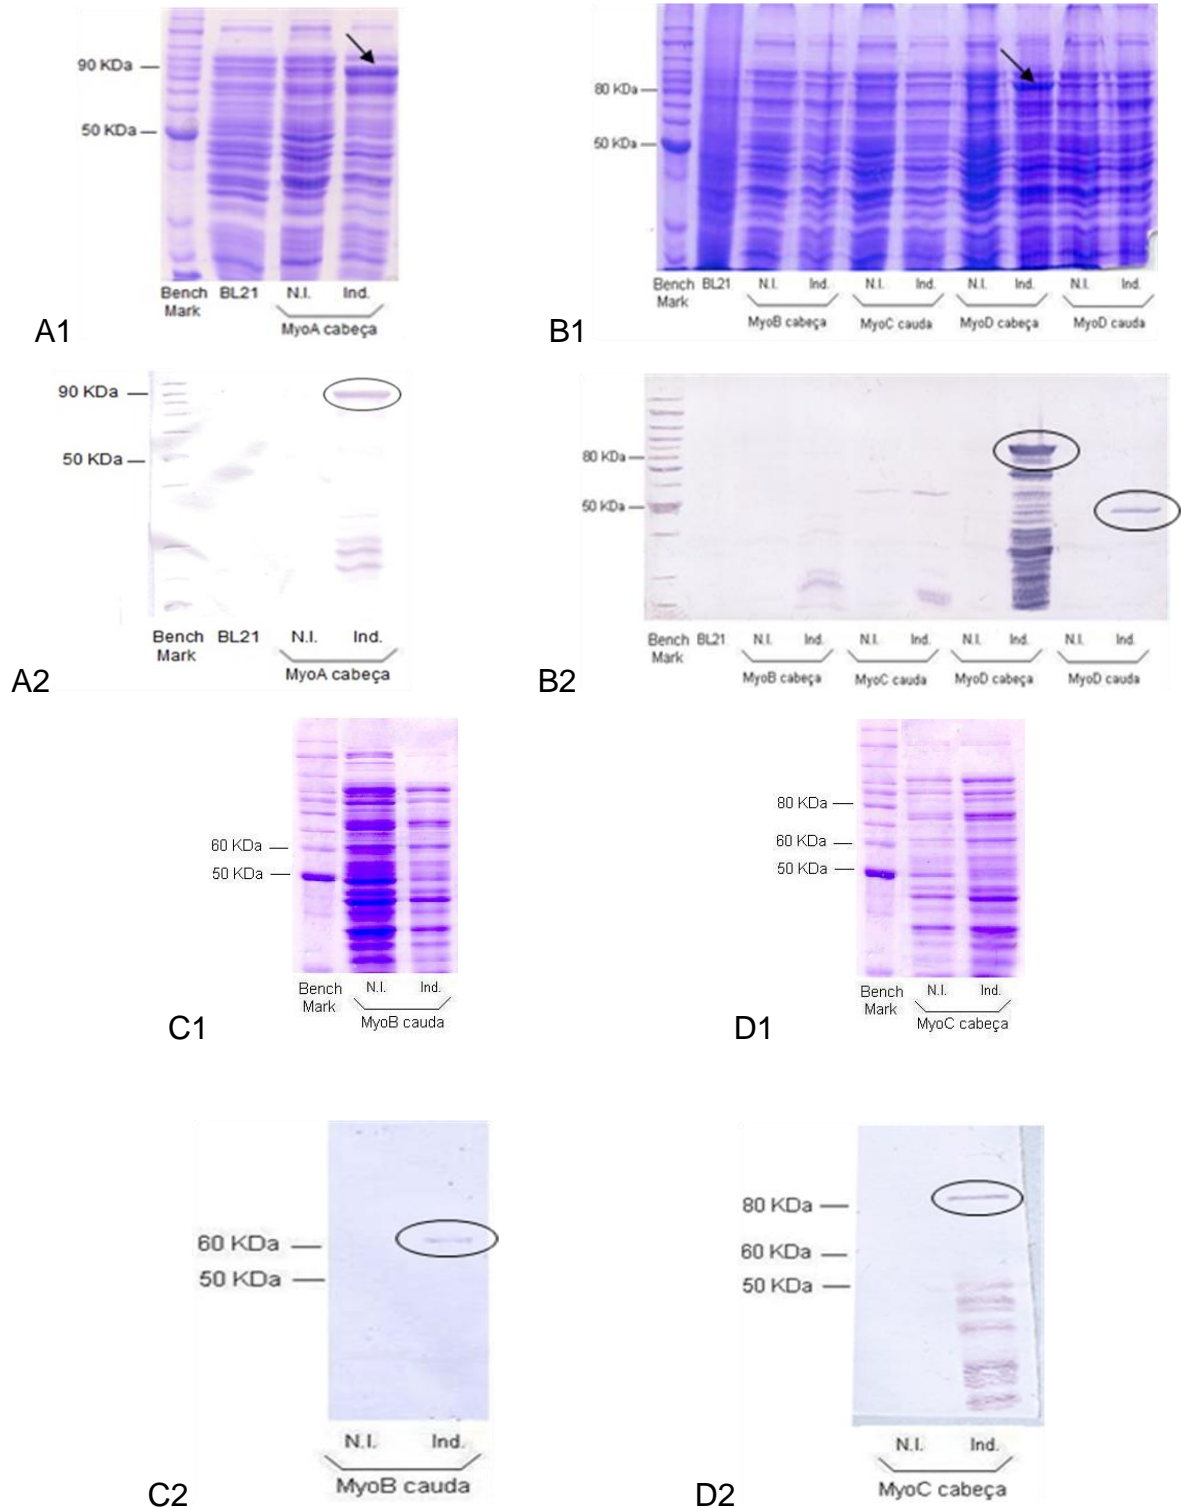 90 KDa
50 KDa
Bench Mark
BL21
N.I.
Ind.
MyoA cabeça
A1
80 KDa
50 KDa
Bench Mark
BL21
N.I.
Ind.
N.I.
Ind.
N.I.
Ind.
N.I.
Ind.
MyoB cabeça
MyoC cauda
MyoD cabeça
MyoD cauda
B1
90 KDa
50 KDa
Bench Mark
BL21
N.I.
Ind.
MyoA cabeça
A2
80 KDa
50 KDa
Bench Mark
BL21
N.I.
Ind.
N.I.
Ind.
N.I.
Ind.
N.I.
Ind.
MyoB cabeça
MyoC cauda
MyoD cabeça
MyoD cauda
B2
60 KDa
50 KDa
Bench Mark
N.I.
Ind.
MyoB cauda
C1
80 KDa
60 KDa
50 KDa
Bench Mark
N.I.
Ind.
MyoC cabeça
D1
60 KDa
50 KDa
N.I.
Ind.
MyoB cauda
C2
80 KDa
60 KDa
50 KDa
N.I.
Ind.
MyoC cabeça
D2